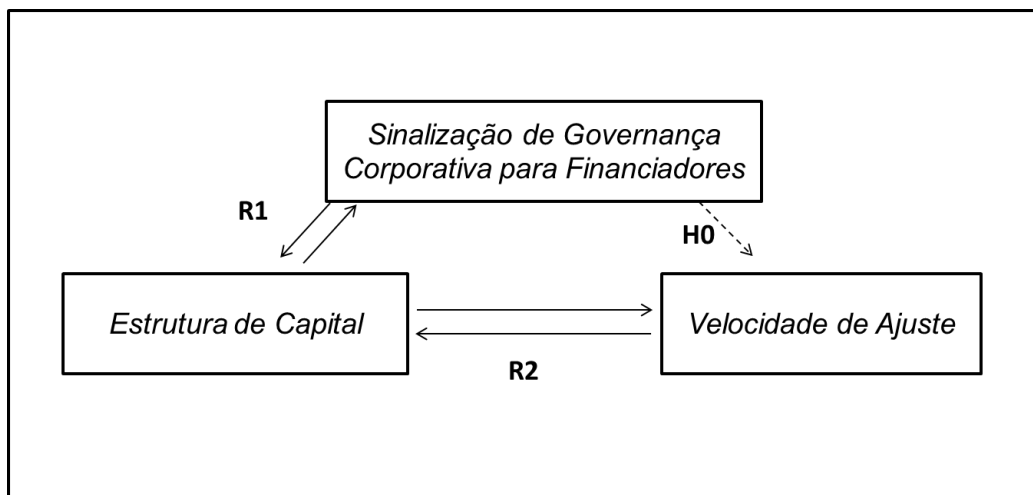 Sinalização de Governança
Corporativa para Financiadores
R1
H0
Estrutura de Capital
Velocidade de Ajuste
R2